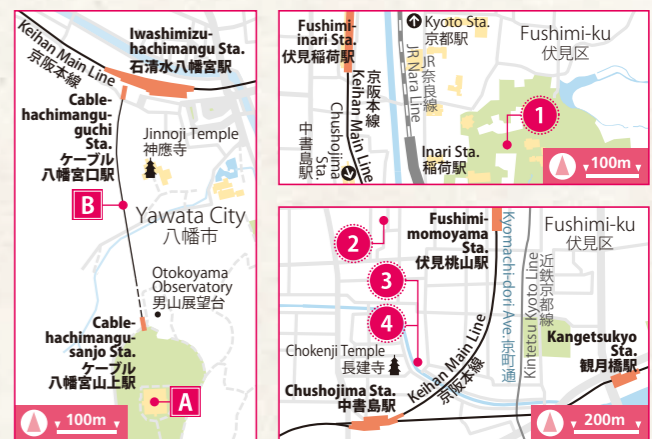 Keihan Main Line
京阪本線
Iwashimizu-
hachimangu Sta.
石清水八幡宮駅
Cable-
hachimangu-
guchi
Sta.
ケーブル
八幡宮口駅
Jinnoji Temple
神應寺
B
Yawata City
八幡市
Otokoyama
Observatory
男山展望台
Cable-
hachimangu-
sanjo Sta.
ケーブル
八幡宮山上駅
A
100m
Fushimi-
inari Sta.
伏見稲荷駅
Kyoto Sta.
京都駅
Fushimi-ku
伏見区
JR奈良線
JR Nara Line
京阪本線
Keihan Main Line
Chushojima
Sta.
中書島駅
Inari Sta.
稲荷駅
1
100m
Fushimi-
momoyama
Sta.
伏見桃山駅
Kyomachi-dori Ave. 京町通
Fushimi-ku
伏見区
近鉄京都線
Kintetsu Kyoto Line
2
3
4
Kangetsukyo
Sta.
観月橋駅
Chokenji Temple
長建寺
Keihan Main Line
京阪本線
Chushojima Sta.
中書島駅
200m